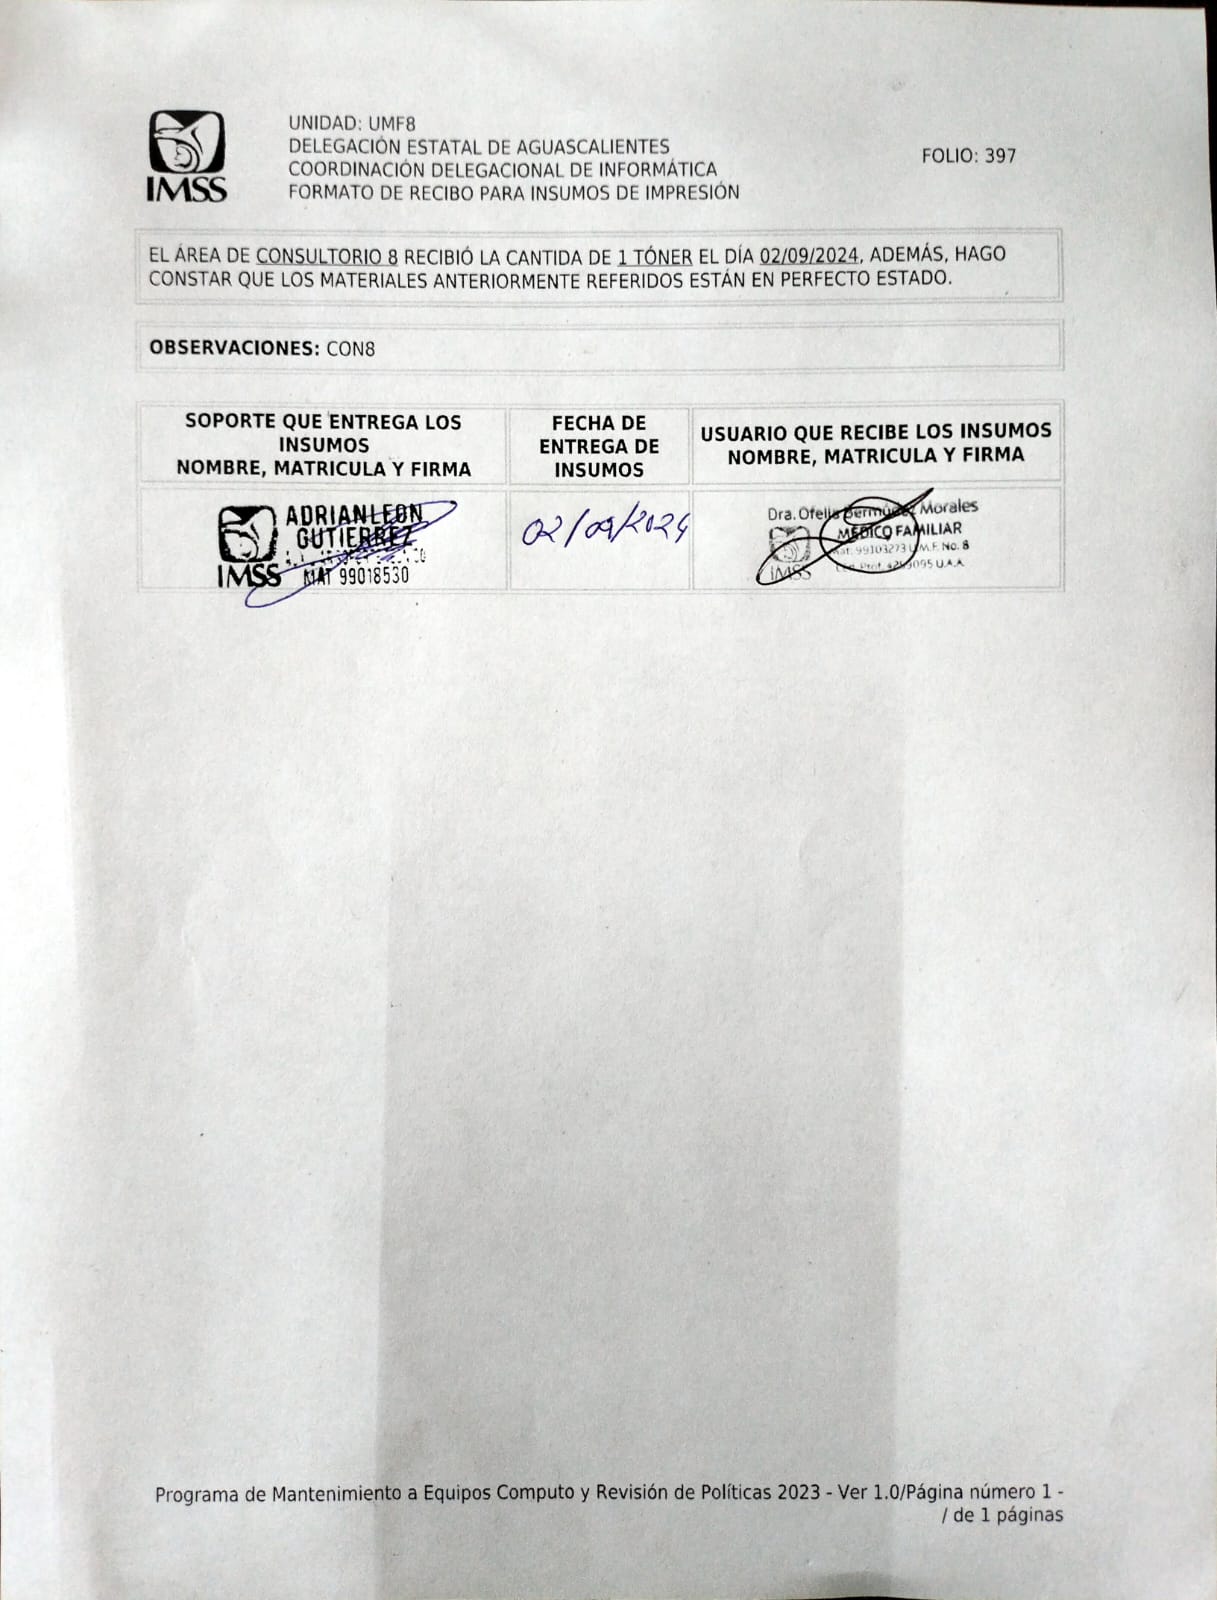 IMSS
UNIDAD: UMF8
DELEGACIÓN ESTATAL DE AGUASCALIENTES
COORDINACIÓN DELEGACIONAL DE INFORMÁTICA
FORMATO DE RECIBO PARA INSUMOS DE IMPRESIÓN
FOLIO: 397
EL ÁREA DE CONSULTORIO 8 RECIBIÓ LA CANTIDA DE 1 TÓNER EL DÍA 02/09/2024, ADEMÁS, HAGO
CONSTAR QUE LOS MATERIALES ANTERIORMENTE REFERIDOS ESTÁN EN PERFECTO ESTADO.
OBSERVACIONES: CON8
SOPORTE QUE ENTREGA LOS
INSUMOS
NOMBRE, MATRICULA Y FIRMA
FECHA DE
ENTREGA DE
INSUMOS
USUARIO QUE RECIBE LOS INSUMOS
NOMBRE, MATRICULA Y FIRMA
ADRIAN LEON
GUTIERREZ
IMSS MAT 99018530
02/09/2024
Dra. Ofelia Bermúdez Morales
MÉDICO FAMILIAR
Mat: 99103273 U.M.F. No. 8
Prof. U.A.A.
IMSS
Programa de Mantenimiento a Equipos Computo y Revisión de Políticas 2023 - Ver 1.0/Página número 1 -
/ de 1 páginas